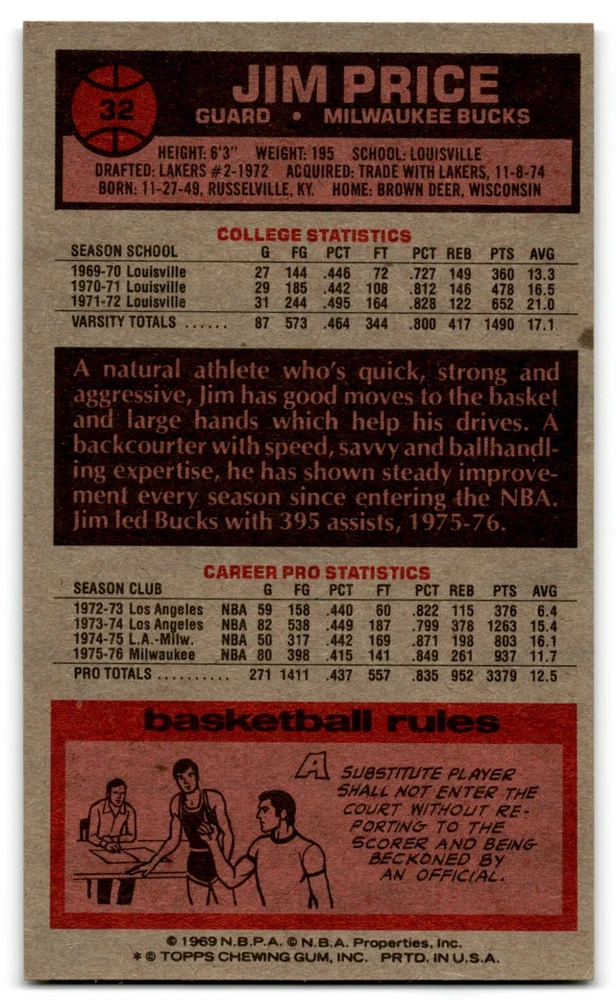 32
JIM PRICE
GUARD • MILWAUKEE BUCKS
HEIGHT: 6'3" WEIGHT: 195 SCHOOL: LOUISVILLE
DRAFTED: LAKERS #2-1972 ACQUIRED: TRADE WITH LAKERS, 11-8-74
BORN: 11-27-49, RUSSELVILLE, KY. HOME: BROWN DEER, WISCONSIN
COLLEGE STATISTICS
SEASON SCHOOL G FG PCT FT PCT REB PTS AVG
1969-70 Louisville 27 144 .446 72 .727 149 360 13.3
1970-71 Louisville 29 185 .442 108 .812 146 478 16.5
1971-72 Louisville 31 244 .495 164 .828 122 652 21.0
VARSITY TOTALS ...... 87 573 .464 344 .800 417 1490 17.1
A natural athlete who's quick, strong and
aggressive, Jim has good moves to the basket
and large hands which help his drives. A
backcourter with speed, savvy and ballhandl-
ing expertise, he has shown steady improve-
ment every season since entering the NBA.
Jim led Bucks with 395 assists, 1975-76.
CAREER PRO STATISTICS
SEASON CLUB G FG PCT FT PCT REB PTS AVG
1972-73 Los Angeles NBA 59 158 .440 60 .822 115 376 6.4
1973-74 Los Angeles NBA 82 538 .449 187 .799 378 1263 15.4
1974-75 L.A.-Milw. NBA 50 317 .442 169 .871 198 803 16.1
1975-76 Milwaukee NBA 80 398 .415 141 .849 261 937 11.7
PRO TOTALS .......... 271 1411 .437 557 .835 952 3379 12.5
basketball rules
A SUBSTITUTE PLAYER
SHALL NOT ENTER THE
COURT WITHOUT RE-
PORTING TO THE
SCORER AND BEING
BECKONED BY
AN OFFICIAL.
© 1969 N.B.P.A. © N.B.A. Properties, Inc.
* © TOPPS CHEWING GUM, INC. PRTD. IN U.S.A.